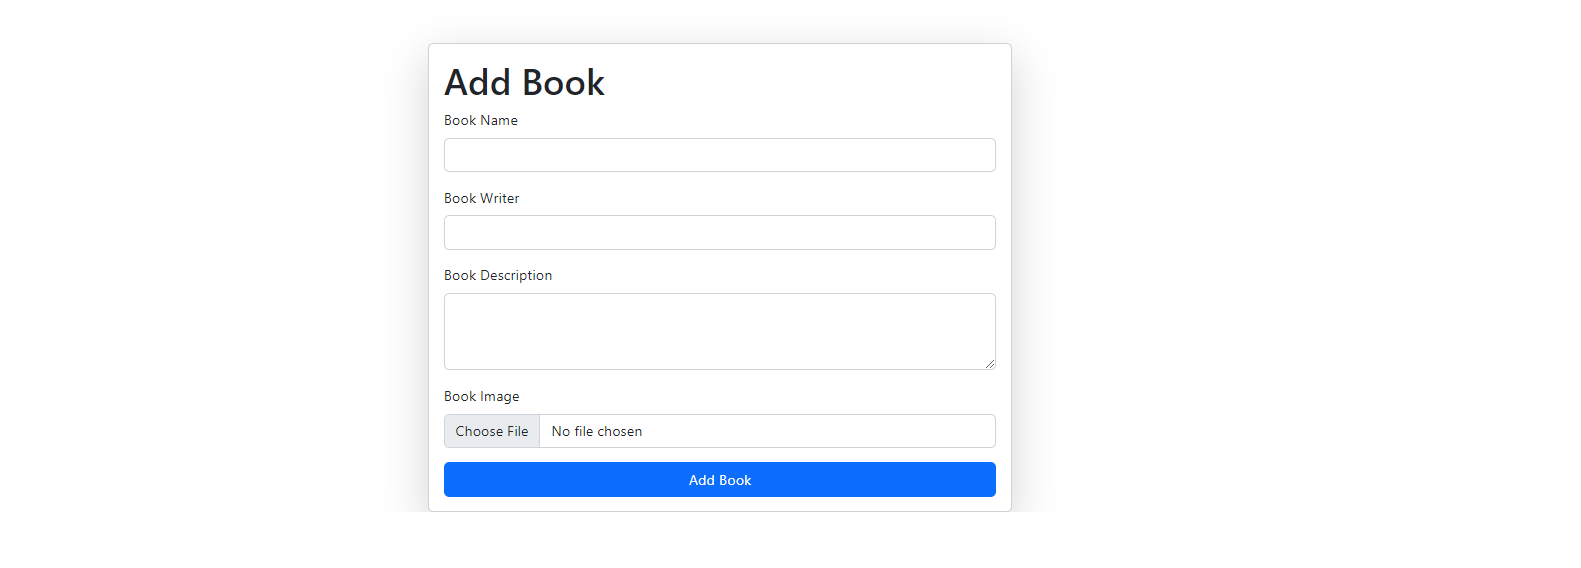 Add Book
Book Name
Book Writer
Book Description
Book Image
Choose File No file chosen
Add Book